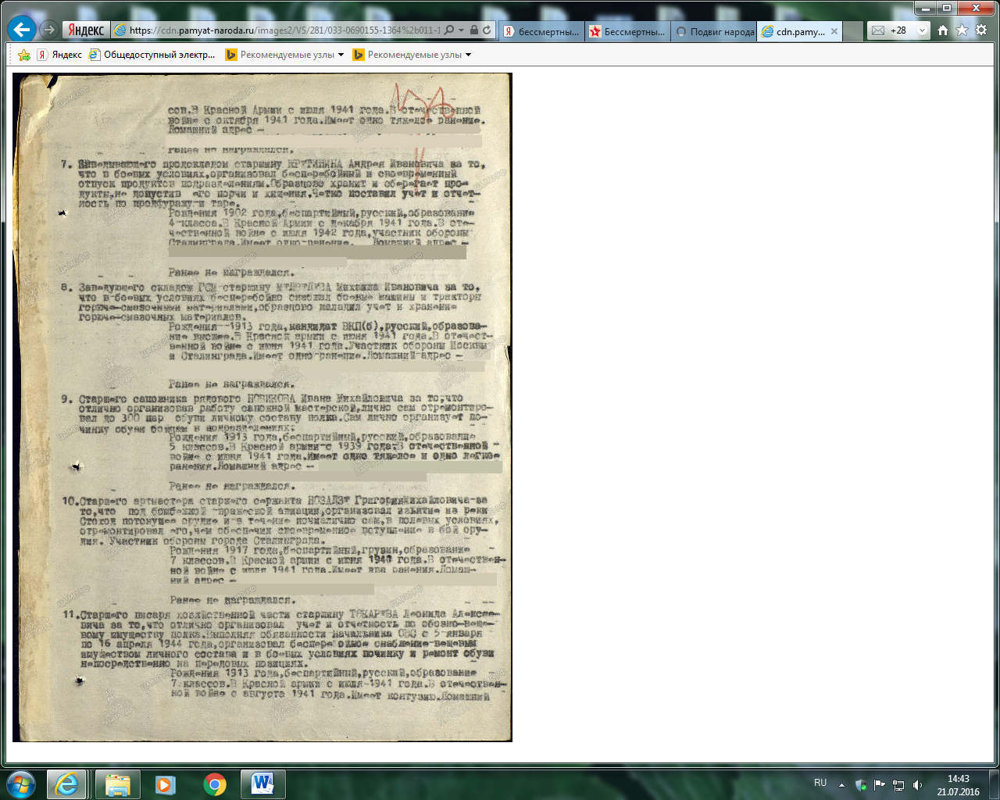 https://cdn.pamyat-naroda.ru/images2/VS/281/033-0690155-1364%2b011-1
Яндекс
бессмертны...
Бессмертны...
Подвиг народа
cdn.pamy...
+28
Яндекс
Общедоступный электр...
Рекомендуемые узлы
Рекомендуемые узлы
сов.В Красной Армии с июля 1941 года.В отечественной
войне с октября 1941 года.Имеет одно тяжелое ранение.
Домашний адрес –
Ранее не награждался.
7. Заведывающего продскладом старшину Андрея Ивановича за то,
что в боевых условиях,организовал бесперебойный и своевременный
отпуск продуктов подразделениям.Образцово хранит и оберегает про-
дукты,не допустив его порчи и хищения.Четко поставил учет и отчет-
ность по продфуражу и таре.
Рождения 1902 года,беспартийный,русский,образование
4 класса.В Красной Армии с декабря 1941 года.В оте-
чественной войне с июля 1942 года,участник обороны
Сталинграда.Имеет одно ранение. Домашний адрес –
Ранее не награждался.
8. Заведующего складом ГСМ старшину Михаила Ивановича за то,
что в боевых условиях бесперебойно снабжал боевые машины и трактори
горюче-смазочными материалами,образцово наладил учет и хранение
горюче-смазочных материалов.
Рождения 1913 года,кандидат ВКП(б),русский,образова-
ние высшее.В Красной армии с июня 1941 года.В отечест-
венной войне с июня 1941 года.Участник обороны Москвы
и Сталинграда.Имеет одно ранение.Домашний адрес –
Ранее не награждался.
9. Старшего сапожника рядового НОВИКОВА Ивана Михайловича за то,что
отлично организовав работу сапожной мастерской,лично сам отремонтиро-
вал до 300 пар обуви личному составу полка.Сам лично организует по-
чинку обуви бойцам в подразделениях.
Рождения 1913 года,беспартийный,русский,образование
5 классов.В Красной армии с 1939 года.В отечественной
войне с июня 1941 года.Имеет одно тяжелое и одно легкое
ранения.Домашний адрес –
Ранее не награждался.
10.Старшего артмастера старшего сержанта НОЗАДЗЕ Григория Михайловича за
то,что под бомбежкой вражеской авиации,организовал изъятие из реки
Стоход потонувшее орудие и в течение ночи лично сам,в полевых условиях,
отремонтировал его,чем обеспечил своевременное вступление в бой ору-
дия. Участник обороны города Сталинграда.
Рождения 1917 года,беспартийный,грузин,образование
7 классов.В Красной армии с июня 1940 года.В отечествен-
ной войне с июля 1941 года.Имеет два ранения.Домаш-
ний адрес –
Ранее не награждался.
11.Старшего писаря хозяйственной части старшину ТОКАРЕВА Леонида Алексее-
вича за то,что отлично организовал учет и отчетность по обозно-веще-
вому имуществу полка.Выполняя обязанности начальника ОВС с 5 января
по 16 апреля 1944 года,организовал бесперебойное снабжение вещевым
имуществом личного состава и в боевых условиях починку и ремонт обуви
непосредственно на передовых позициях.
Рождения 1913 года,беспартийный,русский,образование
7 классов.В Красной армии с июля 1941 года.В отечествен-
ной войне с августа 1941 года.Имеет контузию.Домашний
RU
14:43
21.07.2016